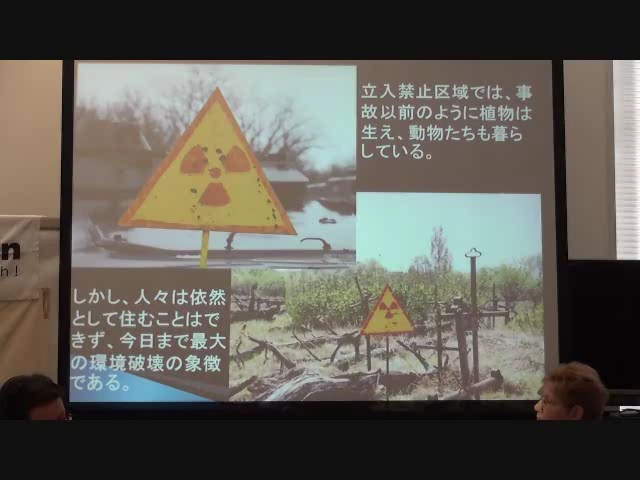 立入禁止区域では、事
故以前のように植物は
生え、動物たちも暮ら
している。
しかし、人々は依然
として住むことはで
きず、今日まで最大
の環境破壊の象徴
である。
n
h!